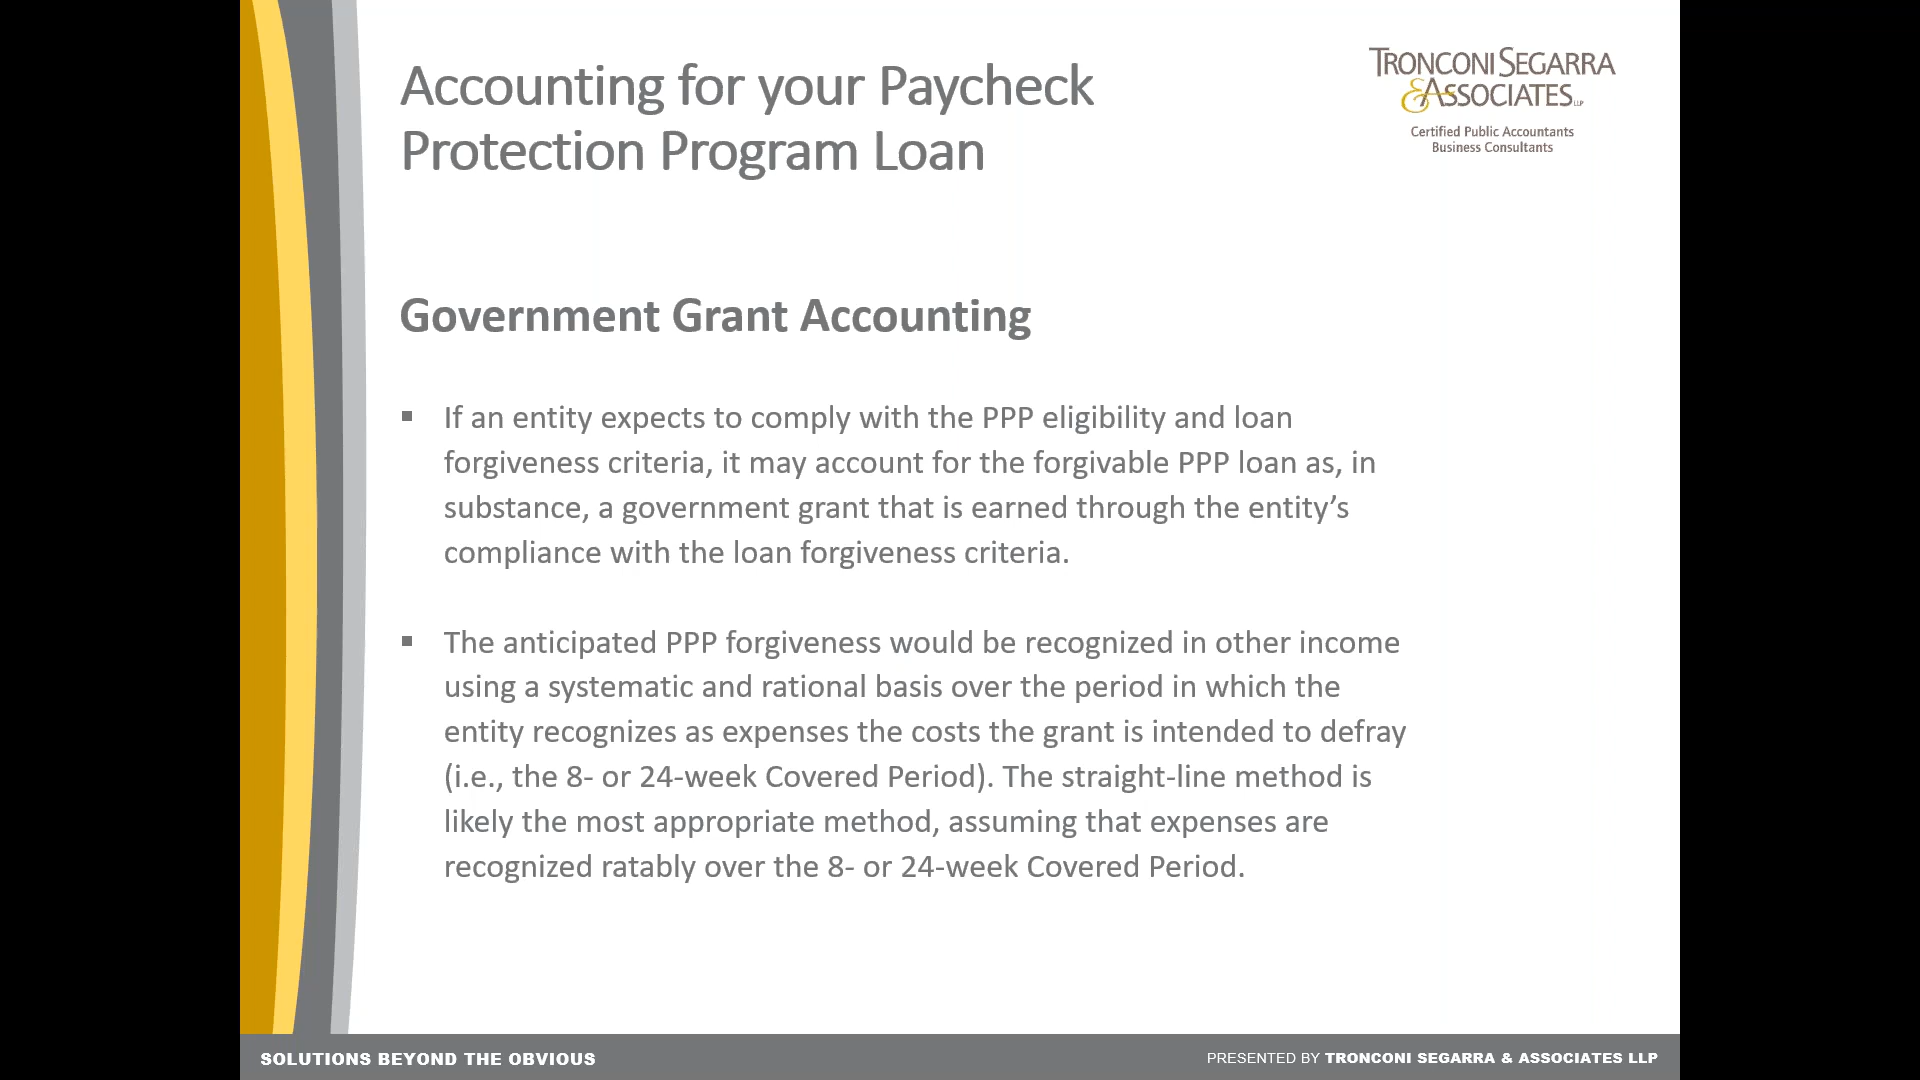 Accounting for your Paycheck
Protection Program Loan
TRONCONI SEGARRA
& ASSOCIATES LLP
Certified Public Accountants
Business Consultants
Government Grant Accounting
▪ If an entity expects to comply with the PPP eligibility and loan
forgiveness criteria, it may account for the forgivable PPP loan as, in
substance, a government grant that is earned through the entity’s
compliance with the loan forgiveness criteria.
▪ The anticipated PPP forgiveness would be recognized in other income
using a systematic and rational basis over the period in which the
entity recognizes as expenses the costs the grant is intended to defray
(i.e., the 8- or 24-week Covered Period). The straight-line method is
likely the most appropriate method, assuming that expenses are
recognized ratably over the 8- or 24-week Covered Period.
SOLUTIONS BEYOND THE OBVIOUS
PRESENTED BY TRONCONI SEGARRA & ASSOCIATES LLP